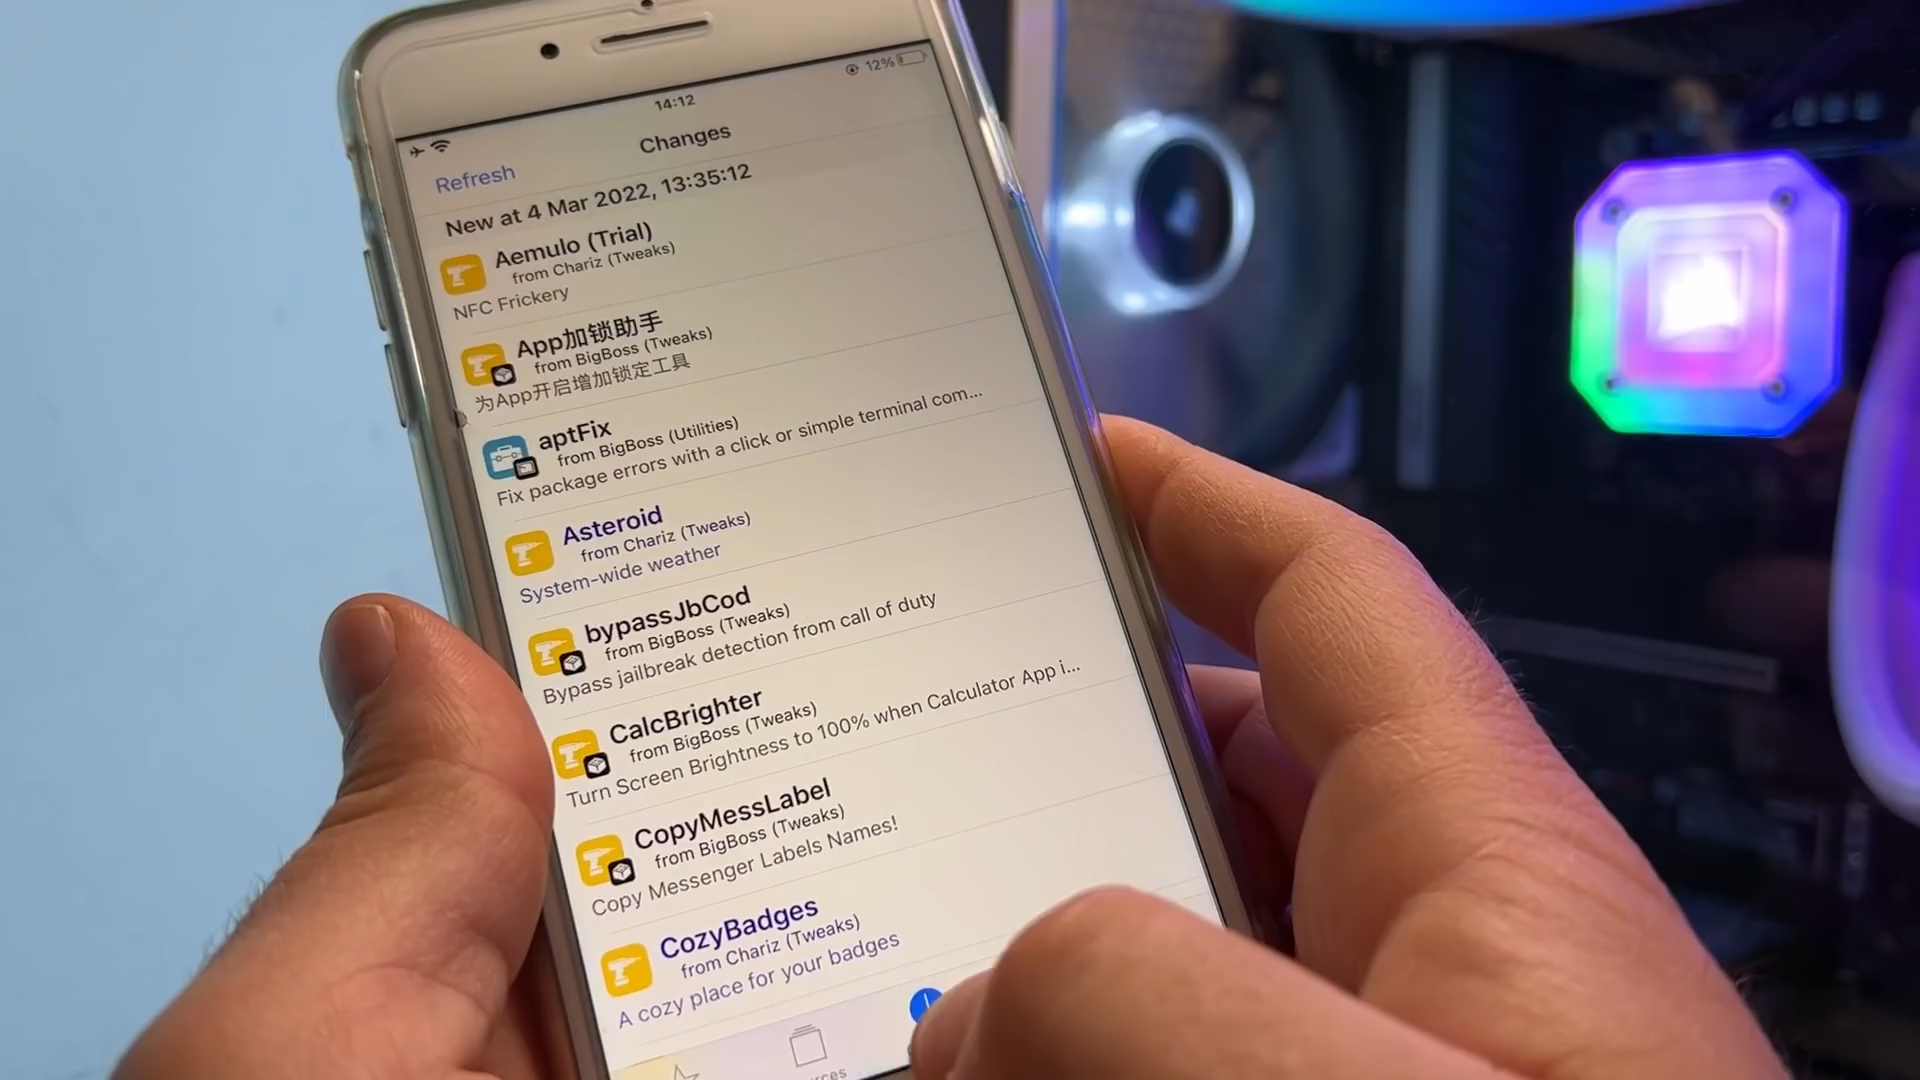 12%
14:12
Changes
Refresh
New at 4 Mar 2022, 13:35:12
Aemulo (Trial)
from Chariz (Tweaks)
NFC Frickery
App加锁助手
from BigBoss (Tweaks)
为App开启增加锁定工具
aptFix
from BigBoss (Utilities)
Fix package errors with a click or simple terminal com...
Asteroid
from Chariz (Tweaks)
System-wide weather
bypassJbCod
from BigBoss (Tweaks)
Bypass jailbreak detection from call of duty
CalcBrighter
from BigBoss (Tweaks)
Turn Screen Brightness to 100% when Calculator App i...
CopyMessLabel
from BigBoss (Tweaks)
Copy Messenger Labels Names!
CozyBadges
from Chariz (Tweaks)
A cozy place for your badges